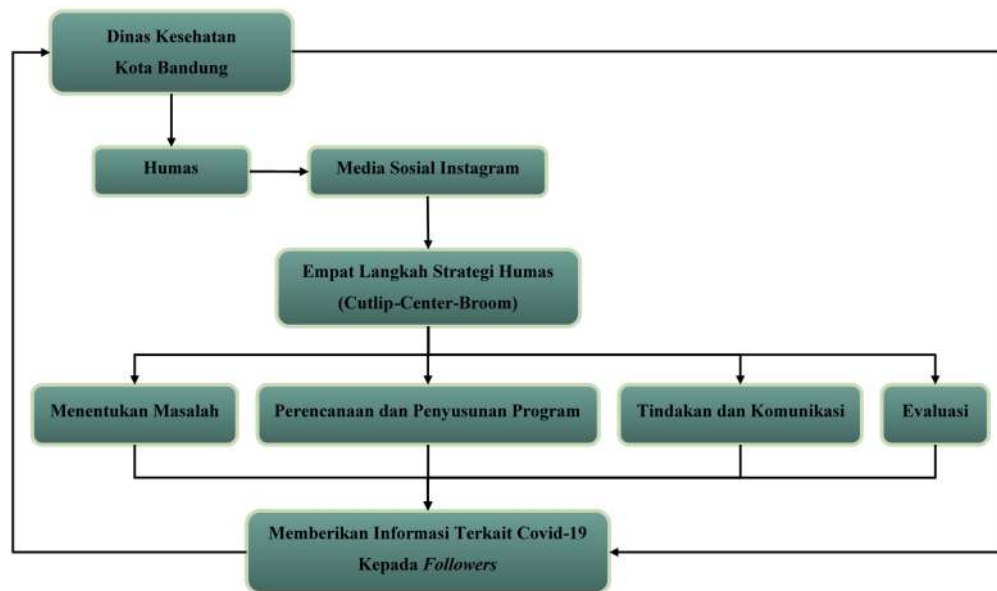 Dinas Kesehatan
Kota Bandung
Humas
Media Sosial Instagram
Empat Langkah Strategi Humas
(Cutlip-Center-Broom)
Menentukan Masalah
Perencanaan dan Penyusunan Program
Tindakan dan Komunikasi
Evaluasi
Memberikan Informasi Terkait Covid-19
Kepada Followers